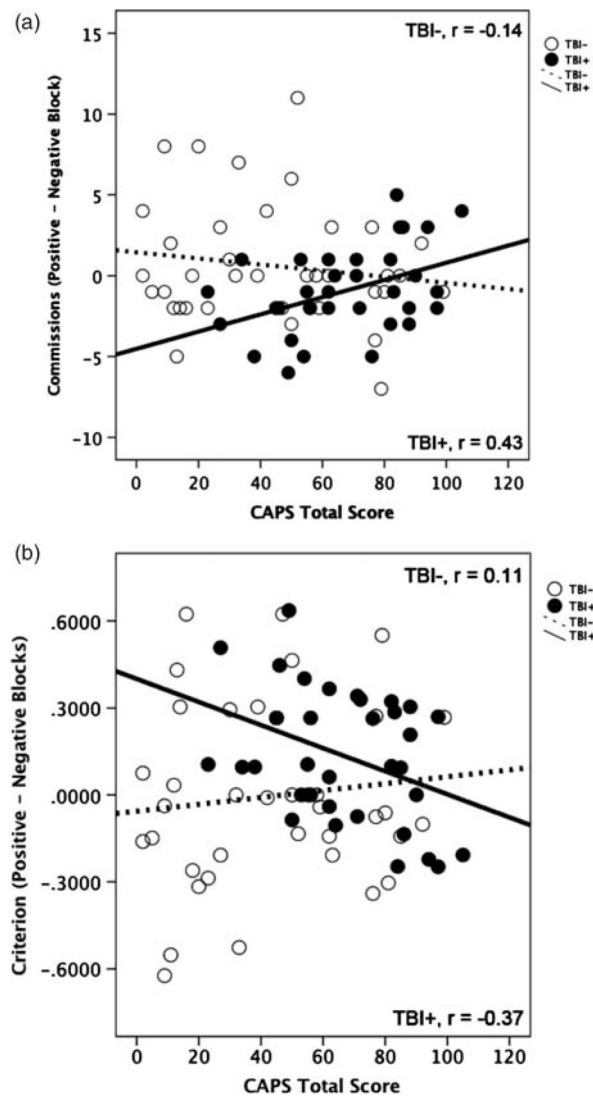 (a)
TBI-, r = -0.14
TBI-
TBI+
TBI-
TBI+
Commissions (Positive - Negative Block)
15
10
5
0
-5
-10
TBI+, r = 0.43
0 20 40 60 80 100 120
CAPS Total Score
(b)
TBI-, r = 0.11
TBI-
TBI+
TBI-
TBI+
Criterion (Positive - Negative Blocks)
.6000
.3000
.0000
-.3000
-.6000
TBI+, r = -0.37
0 20 40 60 80 100 120
CAPS Total Score